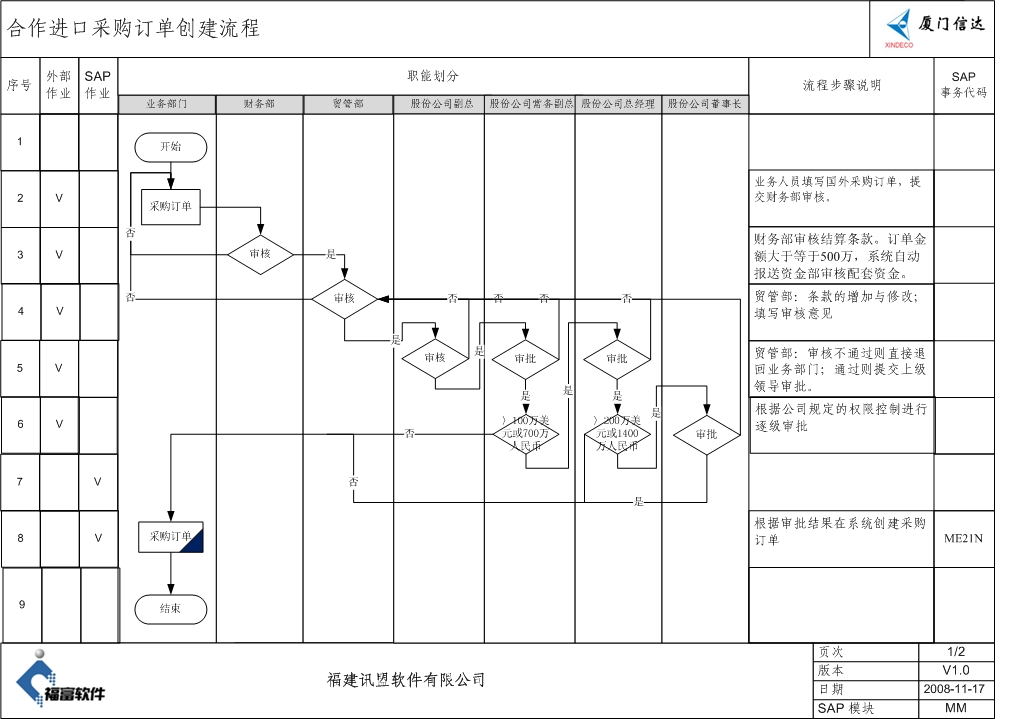 合作进口采购订单创建流程
厦门信达
XINDECO
序号
外部
作业
SAP
作业
职能划分
流程步骤说明
SAP
事务代码
业务部门
财务部
贸管部
股份公司副总
股份公司常务副总
股份公司总经理
股份公司董事长
1
开始
2
V
采购订单
业务人员填写国外采购订单，提
交财务部审核。
否
3
V
审核
是
财务部审核结算条款。订单金
额大于等于500万，系统自动
报送资金部审核配套资金。
否
4
V
审核
否
否
否
否
贸管部：条款的增加与修改；
填写审核意见
是
是
5
V
审核
审批
审批
贸管部：审核不通过则直接退
回业务部门；通过则提交上级
领导审批。
是
是
是
是
6
V
否
〉100万美
元或700万
人民币
〉200万美
元或1400
万人民币
审批
根据公司规定的权限控制进行
逐级审批
7
V
否
是
8
V
采购订单
根据审批结果在系统创建采购
订单
ME21N
9
结束
福富软件
福建讯盟软件有限公司
页次
1/2
版本
V1.0
日期
2008-11-17
SAP 模块
MM